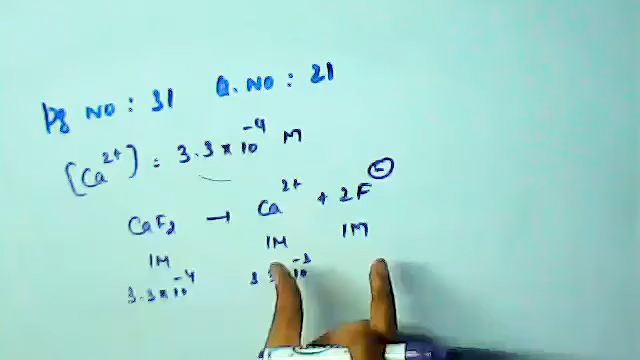 Pg NO : 31 Q.NO : 21
[Ca²⁺] = 3.3 × 10⁻⁴ M
CaF₂ → Ca²⁺ + 2F⊖
1M 1M 1M
3.3 × 10⁻⁴